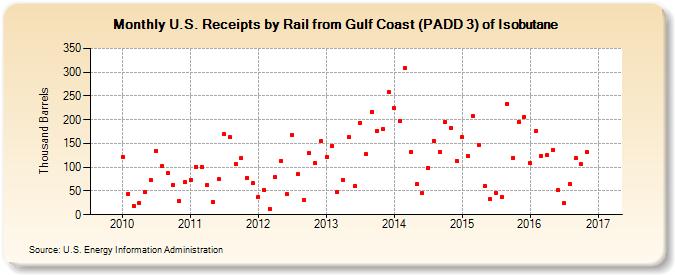 Monthly U.S. Receipts by Rail from Gulf Coast (PADD 3) of Isobutane
Thousand Barrels
350
300
250
200
150
100
50
0
2010 2011 2012 2013 2014 2015 2016 2017
Source: U.S. Energy Information Administration